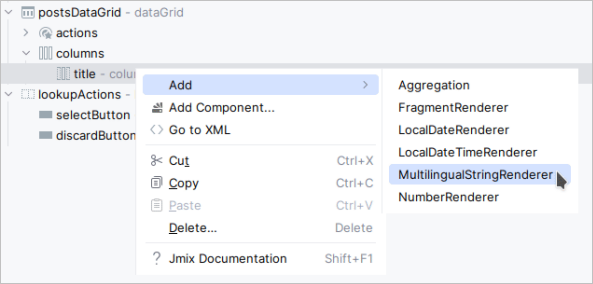 postsDataGrid - dataGrid
actions
columns
title - colu
lookupActions -
selectButton
discardButton
Add
Add Component...
Go to XML
Cut Ctrl+X
Copy Ctrl+C
Paste Ctrl+V
Delete... Delete
Jmix Documentation Shift+F1
Aggregation
FragmentRenderer
LocalDateRenderer
LocalDateTimeRenderer
MultilingualStringRenderer
NumberRenderer